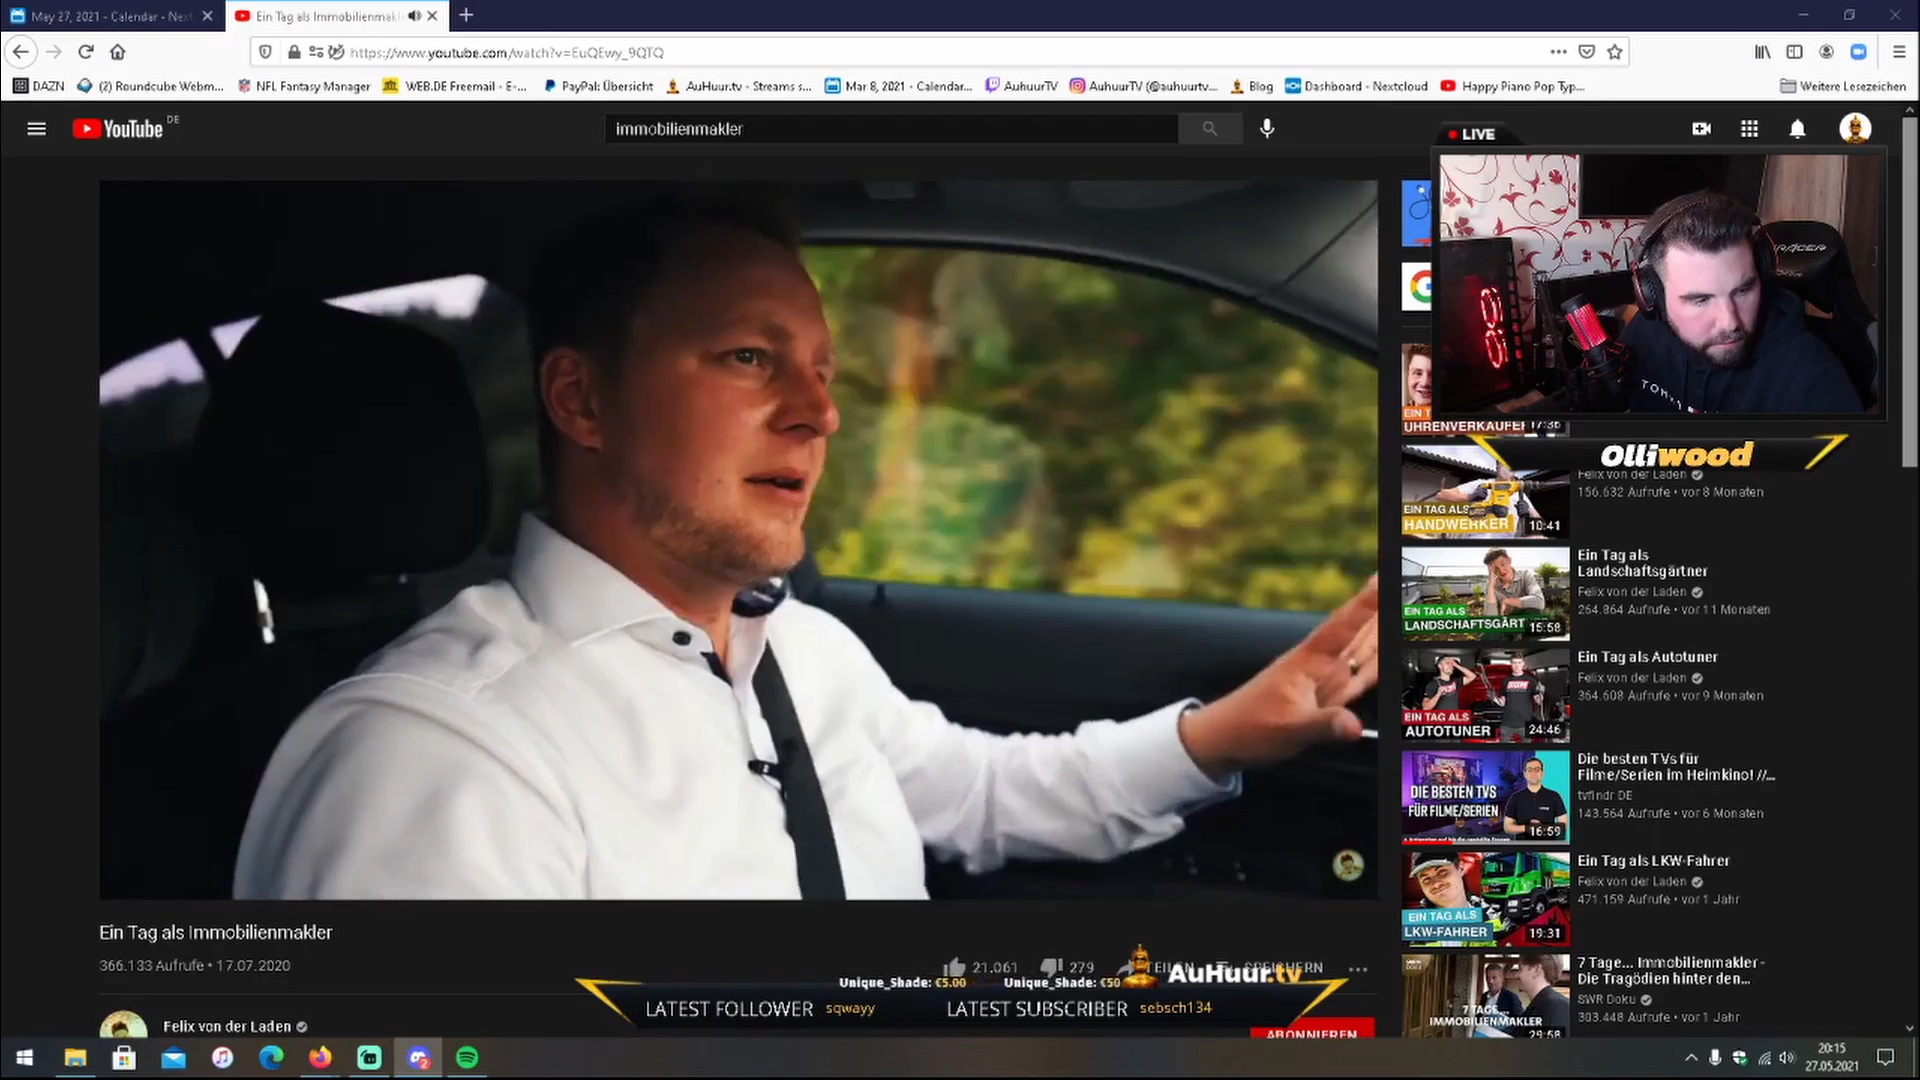 May 27, 2021 - Calendar - Next
Ein Tag als Immobilienmakl
https://www.youtube.com/watch?v=EuQEwy_9QTQ
DAZN
(2) Roundcube Webm...
NFL Fantasy Manager
WEB.DE Freemail - E-...
PayPal: Übersicht
AuHuur.tv - Streams s...
Mar 8, 2021 - Calendar...
AuhuurTV
AuhuurTV (@auhuurtv...
Blog
Dashboard - Nextcloud
Happy Piano Pop Typ...
Weitere Lesezeichen
YouTube DE
immobilienmakler
LIVE
RACER
EIN T
UHRENVERKÄUFER 17:36
Olliwood
Felix von der Laden
156.632 Aufrufe • vor 8 Monaten
EIN TAG ALS
HANDWERKER 10:41
Ein Tag als
Landschaftsgärtner
Felix von der Laden
264.864 Aufrufe • vor 11 Monaten
EIN TAG ALS
LANDSCHAFTSGÄRT 15:58
Ein Tag als Autotuner
Felix von der Laden
364.608 Aufrufe • vor 9 Monaten
EIN TAG ALS
AUTOTUNER 24:46
Die besten TVs für
Filme/Serien im Heimkino! //...
tvfindr DE
143.564 Aufrufe • vor 6 Monaten
DIE BESTEN TVS
FÜR FILME/SERIEN
16:59
Ein Tag als LKW-Fahrer
Felix von der Laden
471.159 Aufrufe • vor 1 Jahr
EIN TAG ALS
LKW-FAHRER 19:31
7 Tage... Immobilienmakler -
Die Tragödien hinter den...
SWR Doku
303.448 Aufrufe • vor 1 Jahr
7 TAGE...
IMMOBILIENMAKLER 29:58
Ein Tag als Immobilienmakler
366.133 Aufrufe • 17.07.2020
21.061
279
TEILEN
SPEICHERN
AuHuur.tv
Unique_Shade: €5.00
Unique_Shade: €50
LATEST FOLLOWER sqwayy
LATEST SUBSCRIBER sebsch134
Felix von der Laden
ABONNIEREN
20:15
27.05.2021